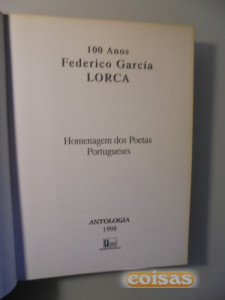 100 Anos
Federico García
LORCA
Homenagem dos Poetas
Portugueses
ANTOLOGIA
1998
coisas